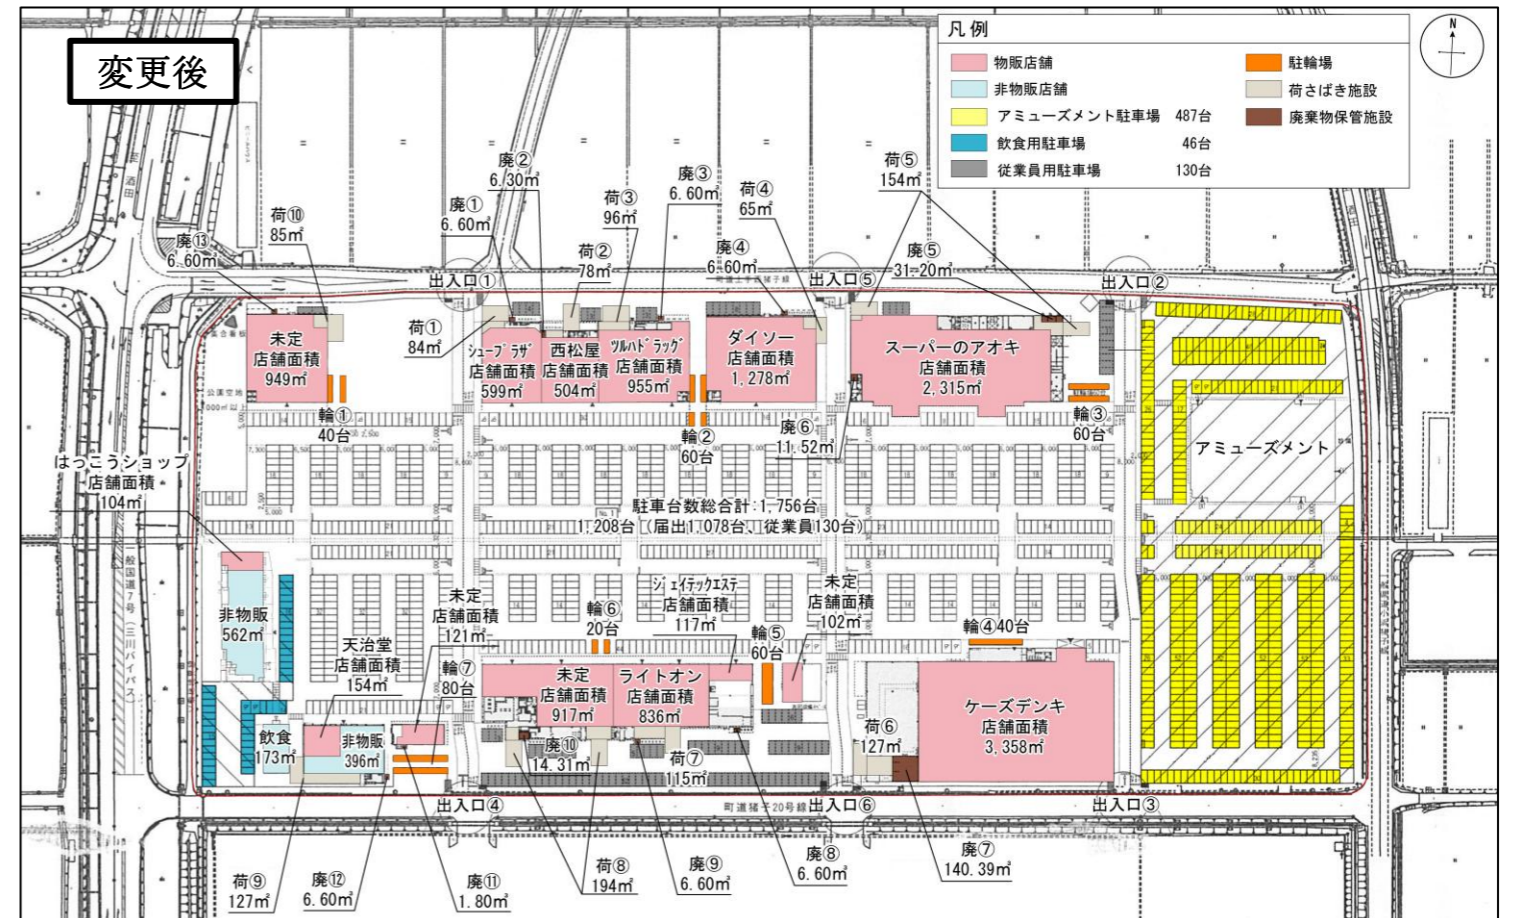 変更後
凡例
物販店舗
非物販店舗
アミューズメント駐車場 487台
飲食用駐車場 46台
従業員用駐車場 130台
駐輪場
荷さばき施設
廃棄物保管施設
N
廃②
6.30㎡
廃③
6.60㎡
荷⑤
154㎡
荷④
65㎡
荷③
96㎡
廃①
6.60㎡
荷⑩
85㎡
廃⑬
6.60㎡
荷②
78㎡
廃④
6.60㎡
廃⑤
31.20㎡
出入口①
出入口⑤
出入口②
荷①
84㎡
未定
店舗面積
949㎡
シュープラザ
店舗面積
599㎡
西松屋
店舗面積
504㎡
ツルハドラッグ
店舗面積
955㎡
ダイソー
店舗面積
1,278㎡
スーパーのアオキ
店舗面積
2,315㎡
輪①
40台
輪②
60台
廃⑥
11.52㎡
輪③
60台
アミューズメント
はっこうショップ
店舗面積
104㎡
駐車台数総合計:1,756台
1,208台(届出1,078台、従業員130台)
一般国道7号(三川バイパス)
非物販
562㎡
天治堂
店舗面積
154㎡
未定
店舗面積
121㎡
輪⑦
80台
輪⑥
20台
ジェイテックエステ
店舗面積
117㎡
輪⑤
60台
未定
店舗面積
102㎡
輪④40台
未定
店舗面積
917㎡
ライトオン
店舗面積
836㎡
ケーズデンキ
店舗面積
3,358㎡
飲食
173㎡
非物販
396㎡
廃⑩
14.31㎡
荷⑦
115㎡
荷⑥
127㎡
出入口④
町道猪子20号線
出入口⑥
出入口③
荷⑨
127㎡
廃⑫
6.60㎡
廃⑪
1.80㎡
荷⑧
194㎡
廃⑨
6.60㎡
廃⑧
6.60㎡
廃⑦
140.39㎡